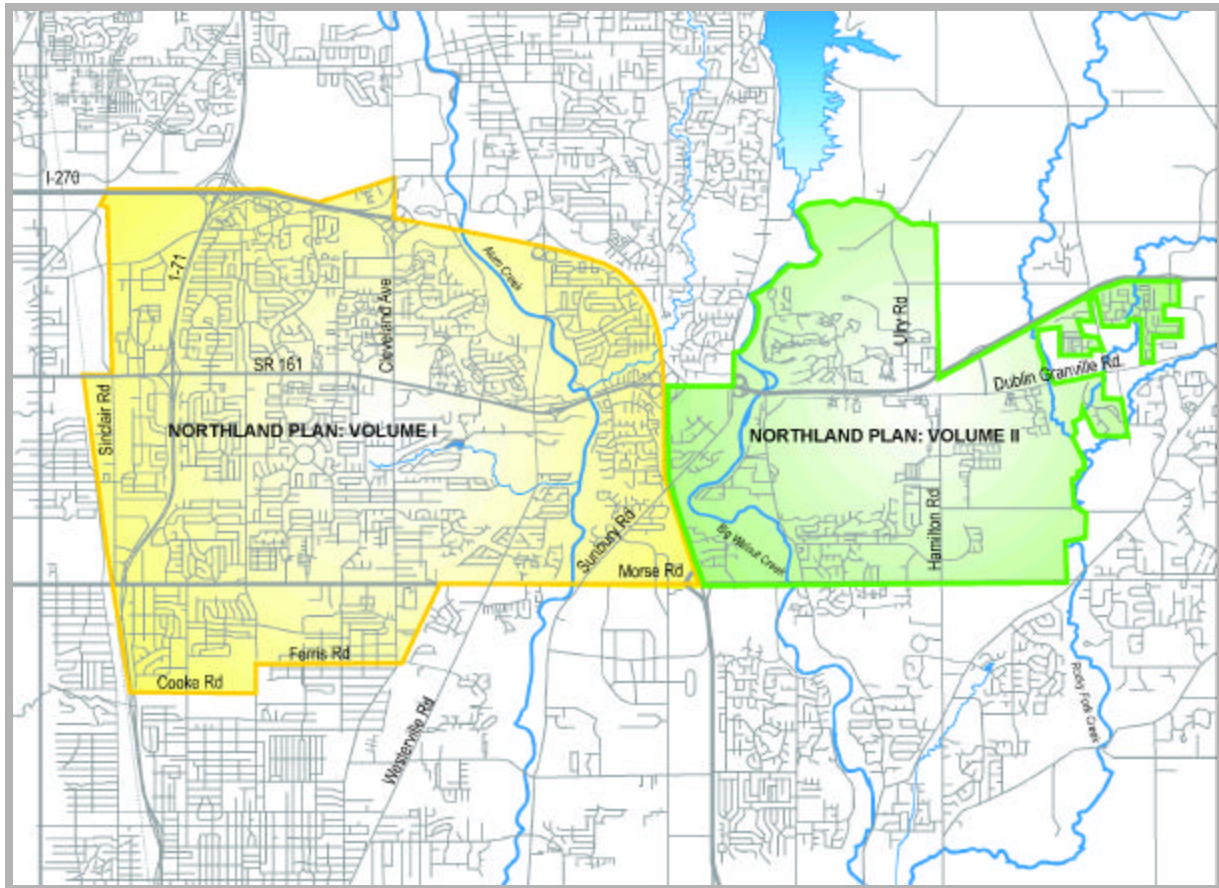 I-270
Alum Creek
1-71
Cleveland Ave
Ulry Rd
SR 161
Dublin Granville Rd.
Sinclair Rd
NORTHLAND PLAN: VOLUME I
NORTHLAND PLAN: VOLUME II
Hamilton Rd
Sunbury Rd
Big Walnut Creek
Morse Rd
Ferris Rd
Cooke Rd
Rocky Fork Creek
Westerville Rd